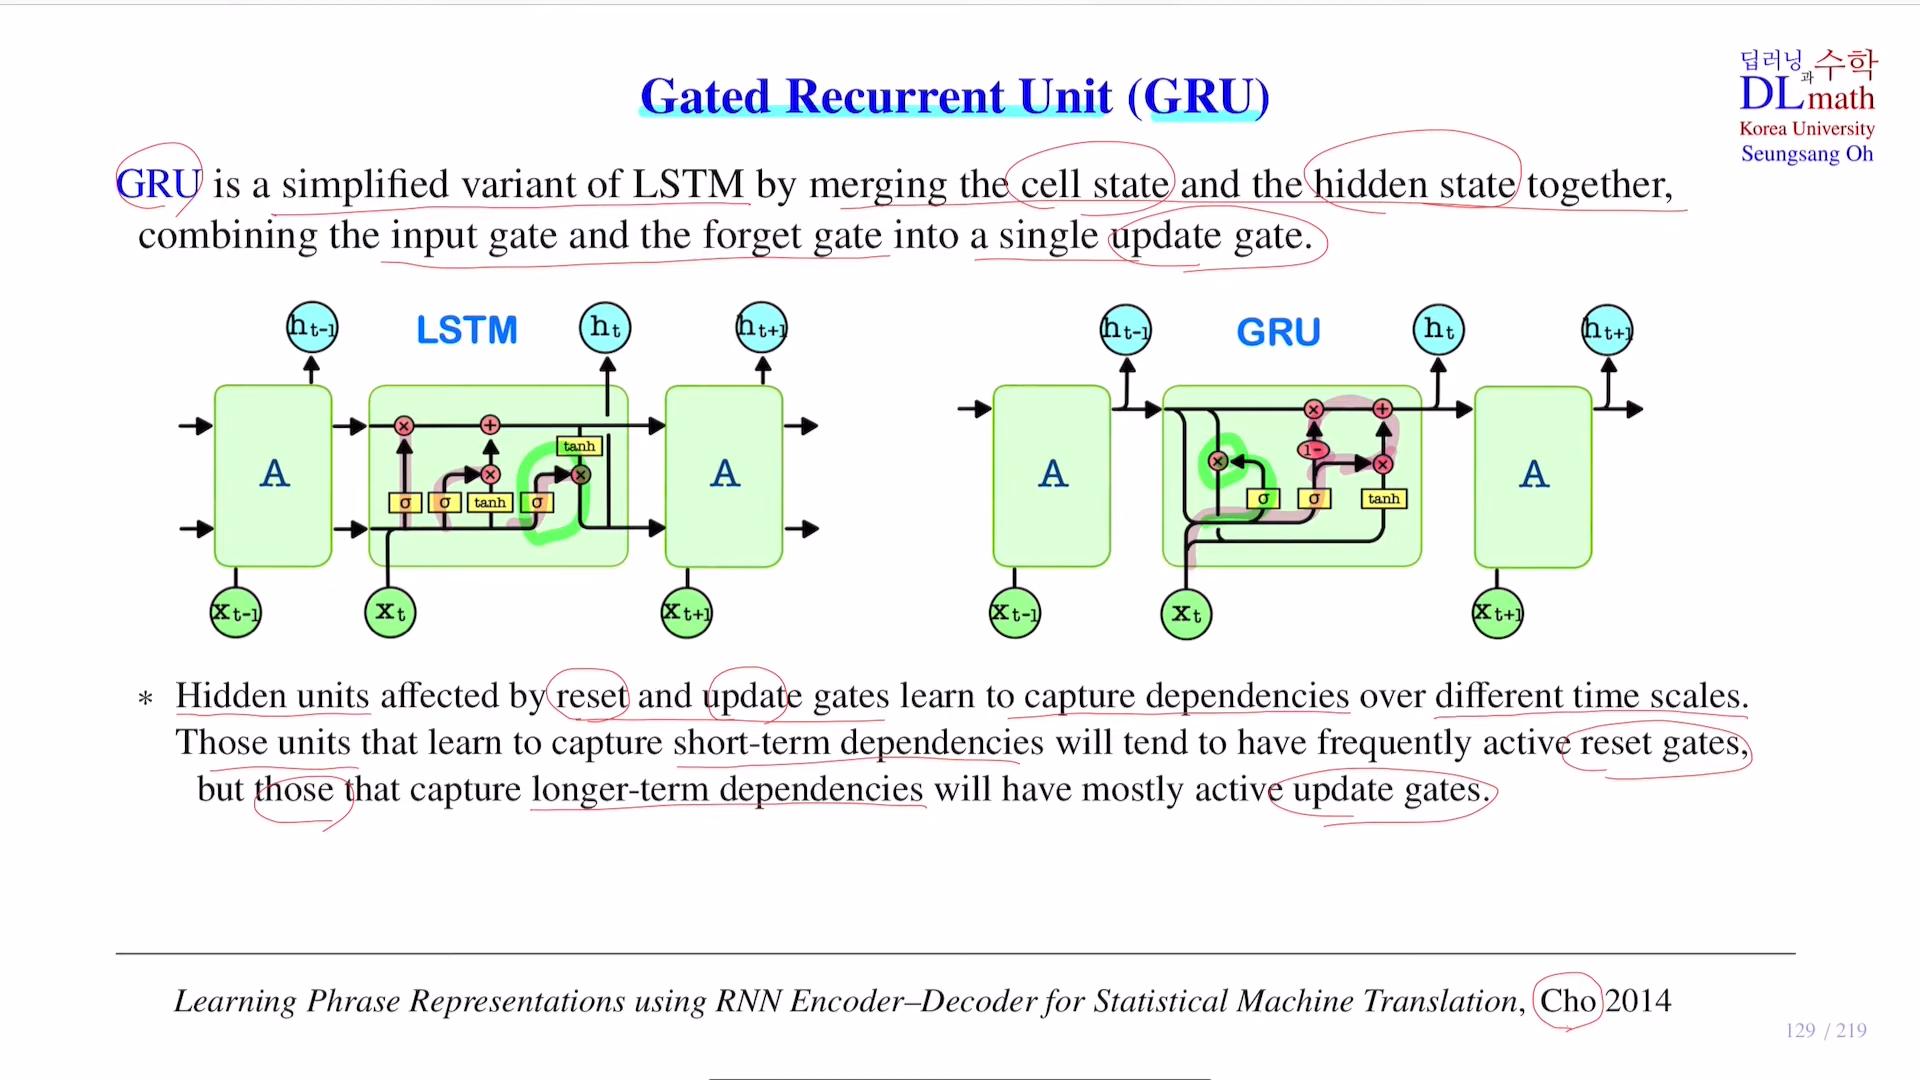 Gated Recurrent Unit (GRU)
딥러닝과수학
DLmath
Korea University
Seungsang Oh
GRU is a simplified variant of LSTM by merging the cell state and the hidden state together,
combining the input gate and the forget gate into a single update gate.
LSTM
ht-1
ht
ht+1
tanh
A
σ
σ
tanh
σ
A
xt-1
xt
xt+1
GRU
ht-1
ht
ht+1
A
1-
σ
σ
tanh
A
xt-1
xt
xt+1
* Hidden units affected by reset and update gates learn to capture dependencies over different time scales.
Those units that learn to capture short-term dependencies will tend to have frequently active reset gates,
but those that capture longer-term dependencies will have mostly active update gates.
Learning Phrase Representations using RNN Encoder–Decoder for Statistical Machine Translation, Cho 2014
129 / 219